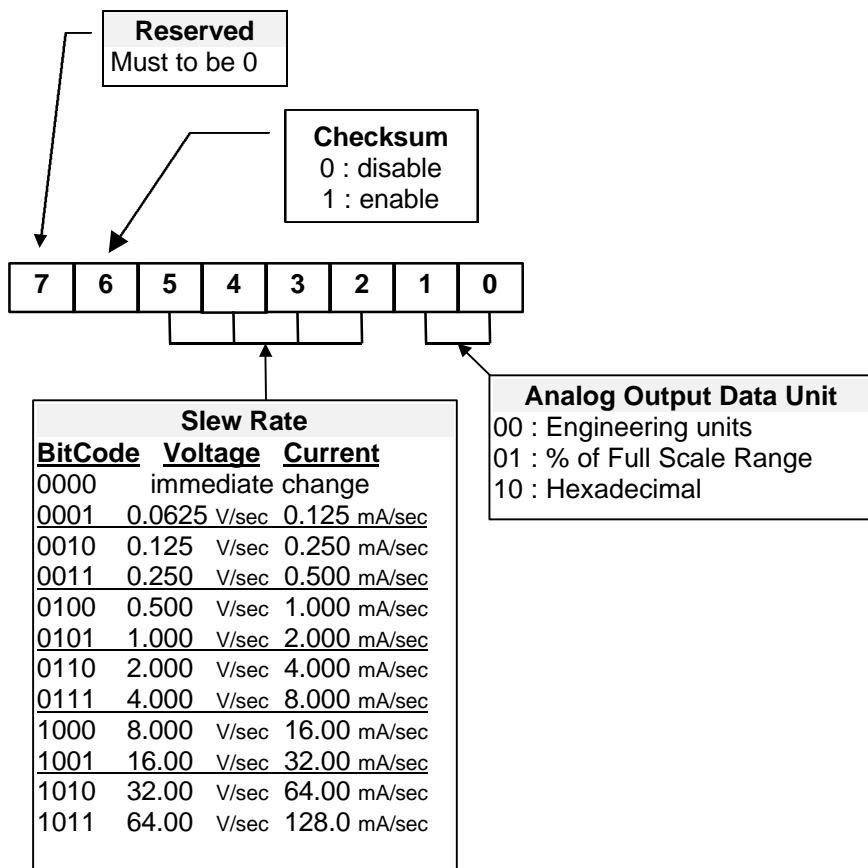 Reserved
Must to be 0
Checksum
0 : disable
1 : enable
7 6 5 4 3 2 1 0
Slew Rate
BitCode Voltage Current
0000 immediate change
0001 0.0625 V/sec 0.125 mA/sec
0010 0.125 V/sec 0.250 mA/sec
0011 0.250 V/sec 0.500 mA/sec
0100 0.500 V/sec 1.000 mA/sec
0101 1.000 V/sec 2.000 mA/sec
0110 2.000 V/sec 4.000 mA/sec
0111 4.000 V/sec 8.000 mA/sec
1000 8.000 V/sec 16.00 mA/sec
1001 16.00 V/sec 32.00 mA/sec
1010 32.00 V/sec 64.00 mA/sec
1011 64.00 V/sec 128.0 mA/sec
Analog Output Data Unit
00 : Engineering units
01 : % of Full Scale Range
10 : Hexadecimal